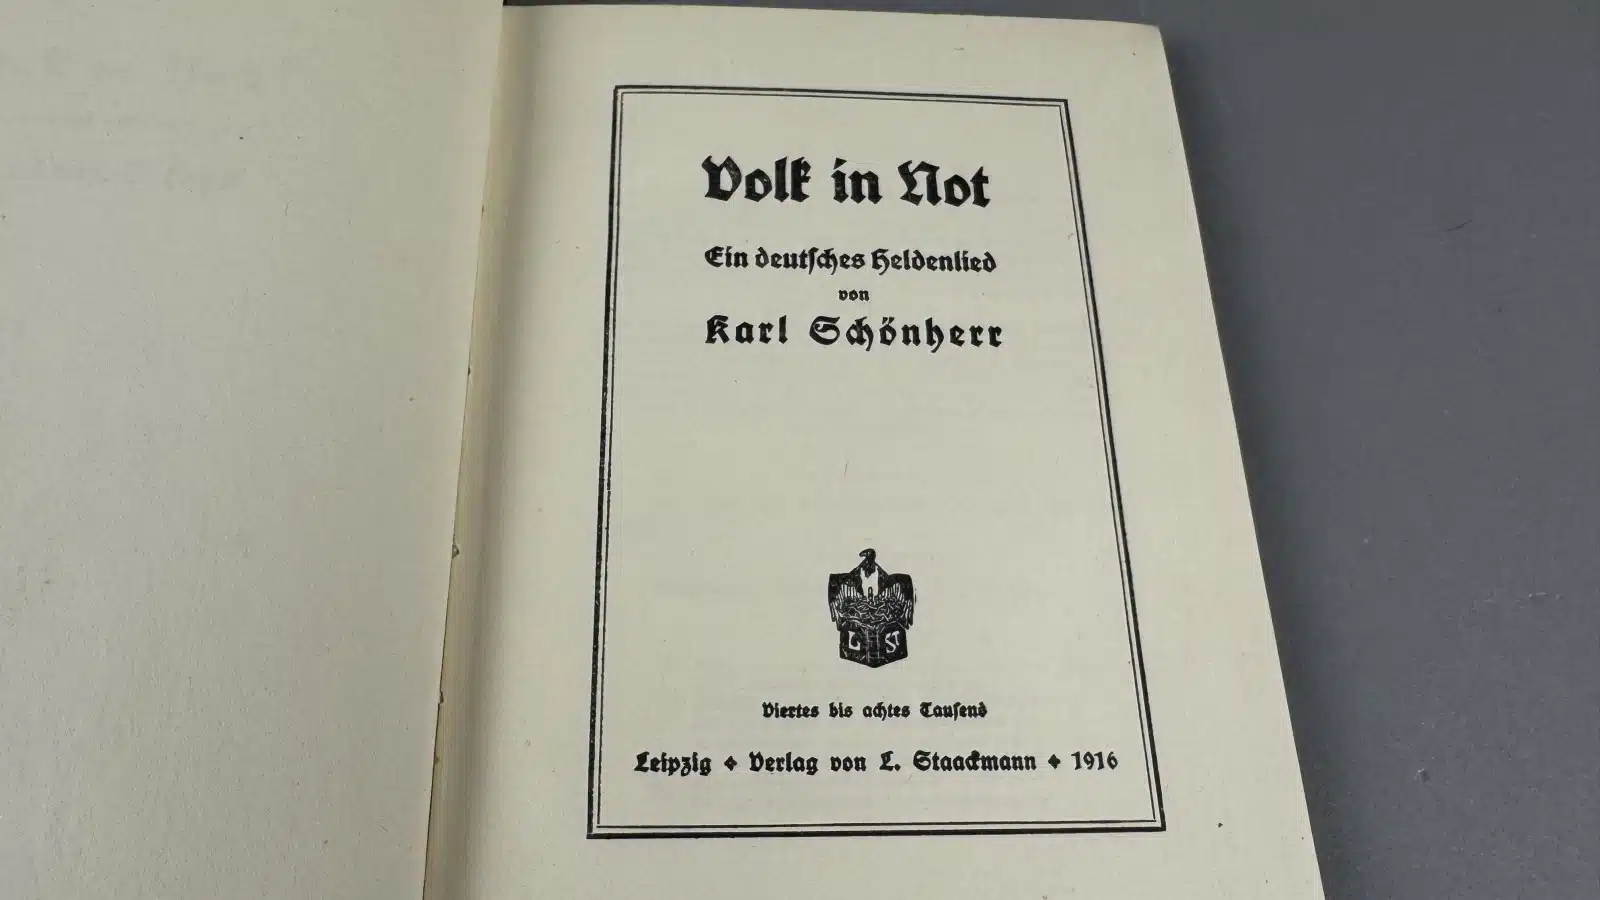 Volk in Not
Ein deutsches Heldenlied
von
Karl Schönherr
L ST
Viertes bis achtes Tausend
Leipzig ❖ Verlag von L. Staackmann ❖ 1916